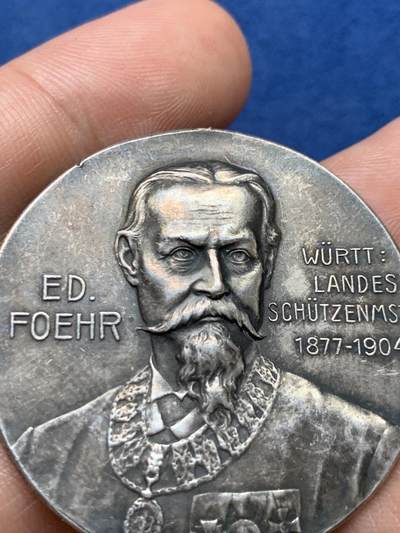 ED.
FOEHR
WÜRTT:
LANDES
SCHÜTZENMST
1877-1904